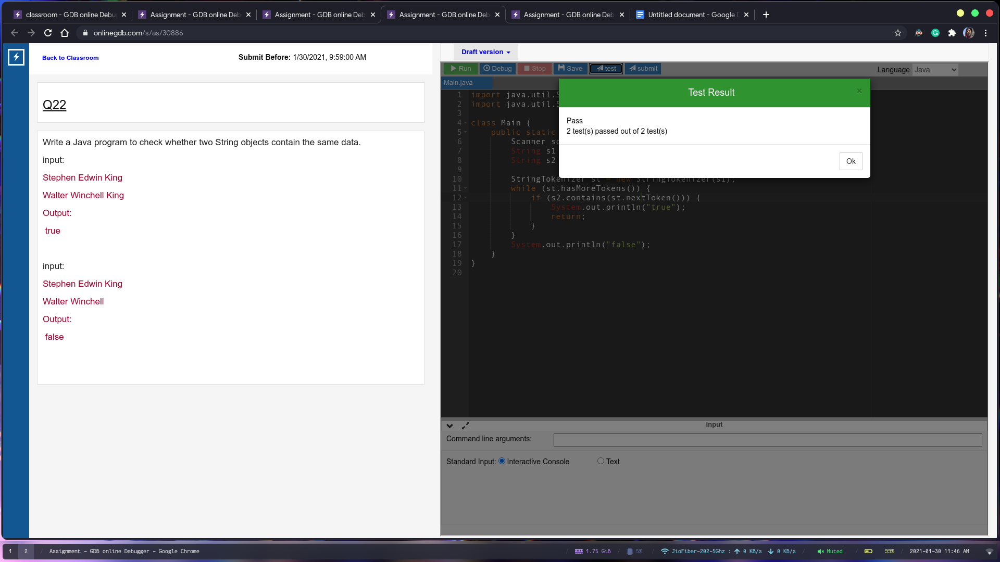 classroom - GDB online Debu
Assignment - GDB online Deb
Assignment - GDB online Deb
Assignment - GDB online Deb
Assignment - GDB online Deb
Untitled document - Google
onlinegdb.com/s/as/30886
Back to Classroom
Submit Before: 1/30/2021, 9:59:00 AM
Q22
Write a Java program to check whether two String objects contain the same data.
input:
Stephen Edwin King
Walter Winchell King
Output:
true
input:
Stephen Edwin King
Walter Winchell
Output:
false
Draft version
Run Debug Stop Save test submit
Language Java
Main.java
1 import java.util.S
2 import java.util.S
3
4 class Main {
5 public static
6 Scanner sc
7 String s1
8 String s2
9
10 StringTokenizer st = new StringTokenizer(s1);
11 while (st.hasMoreTokens()) {
12 if (s2.contains(st.nextToken())) {
13 System.out.println("true");
14 return;
15 }
16 }
17 System.out.println("false");
18 }
19 }
20
Test Result
×
Pass
2 test(s) passed out of 2 test(s)
Ok
input
Command line arguments:
Standard Input: Interactive Console Text
1 2 / Assignment - GDB online Debugger - Google Chrome
/ 1.75 GiB / 5% / JioFiber-202-5Ghz : 0 KB/s 0 KB/s / Muted / 99% / 2021-01-30 11:46 AM